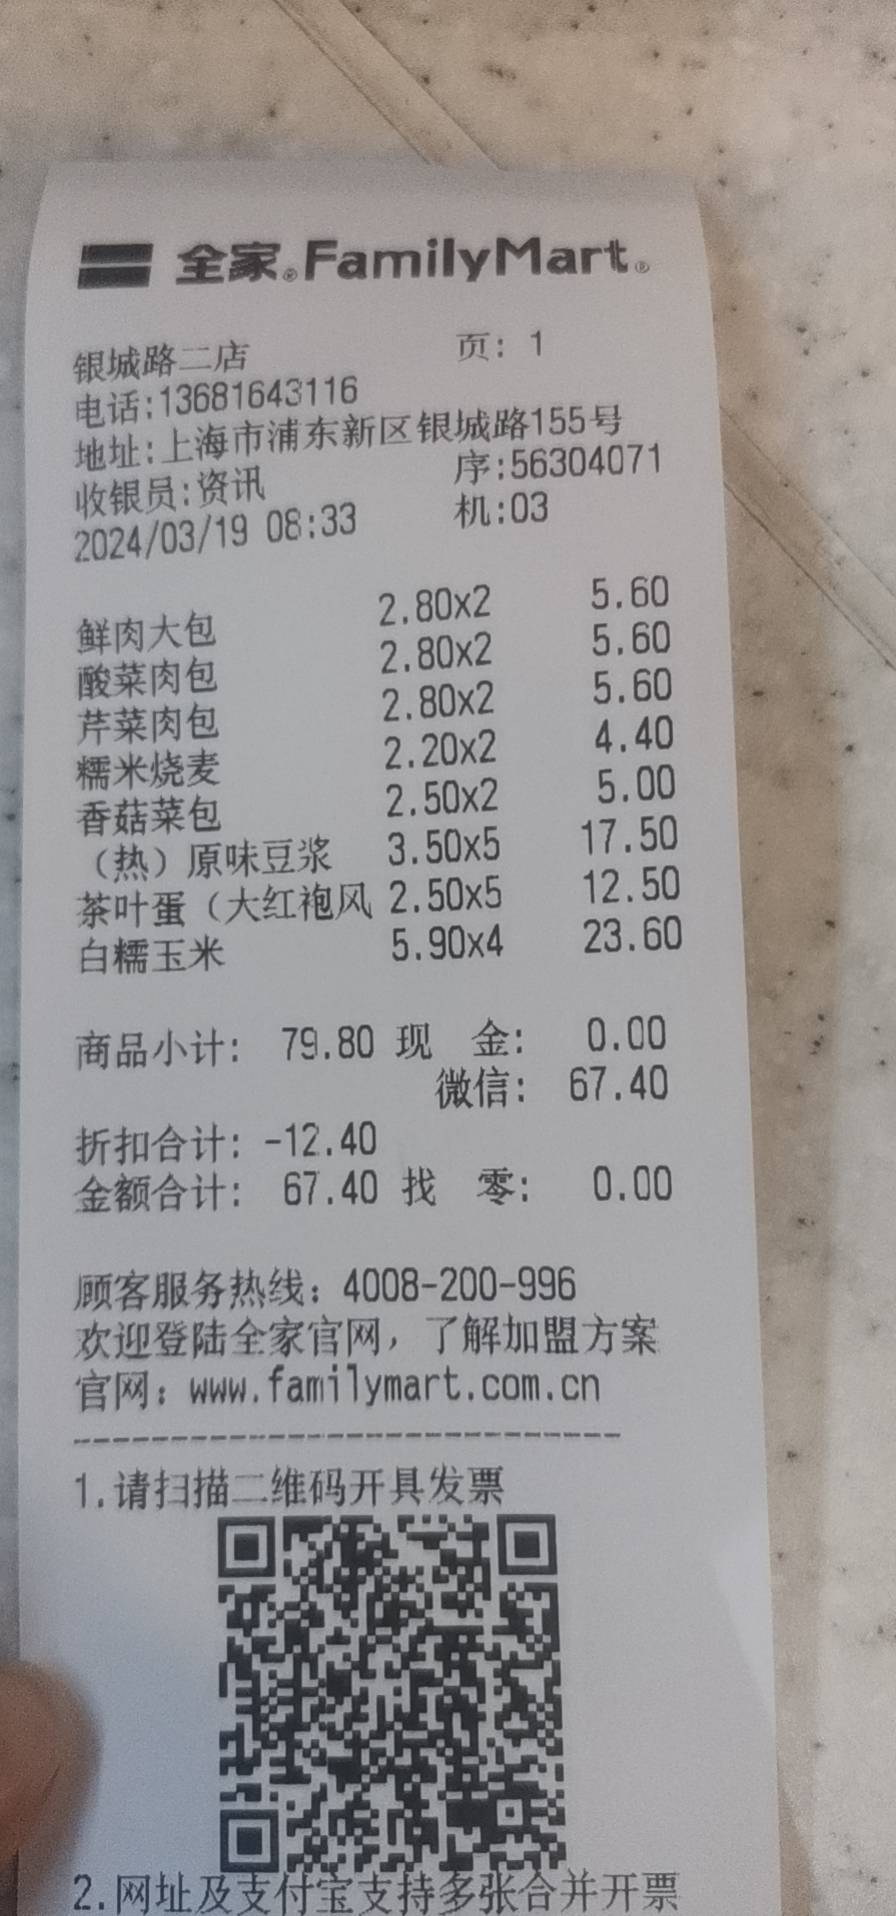 全家®FamilyMart®
银城路二店 页: 1
电话:13681643116
地址:上海市浦东新区银城路155号
收银员:资讯 序:56304071
2024/03/19 08:33 机:03
鲜肉大包 2.80x2 5.60
酸菜肉包 2.80x2 5.60
芹菜肉包 2.80x2 5.60
糯米烧麦 2.20x2 4.40
香菇菜包 2.50x2 5.00
（热）原味豆浆 3.50x5 17.50
茶叶蛋（大红袍风 2.50x5 12.50
白糯玉米 5.90x4 23.60
商品小计: 79.80 现 金: 0.00
微信: 67.40
折扣合计: -12.40
金额合计: 67.40 找 零: 0.00
顾客服务热线：4008-200-996
欢迎登陆全家官网，了解加盟方案
官网：www.familymart.com.cn
1.请扫描二维码开具发票
2.网址及支付宝支持多张合并开票